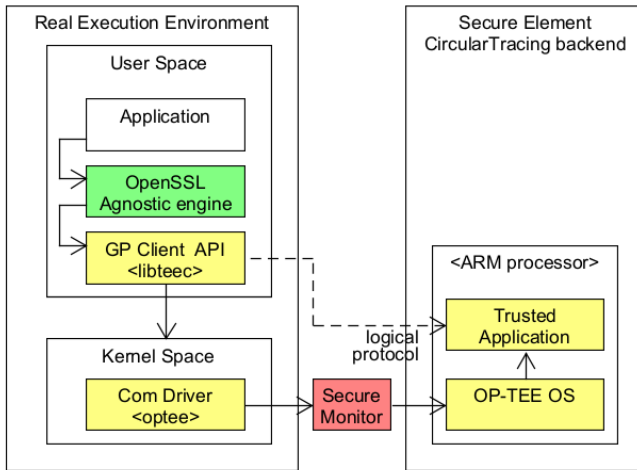 Real Execution Environment
User Space
Application
OpenSSL
Agnostic engine
GP Client API
<libteec>
Kernel Space
Com Driver
<optee>
Secure
Monitor
logical
protocol
Secure Element
CircularTracing backend
<ARM processor>
Trusted
Application
OP-TEE OS